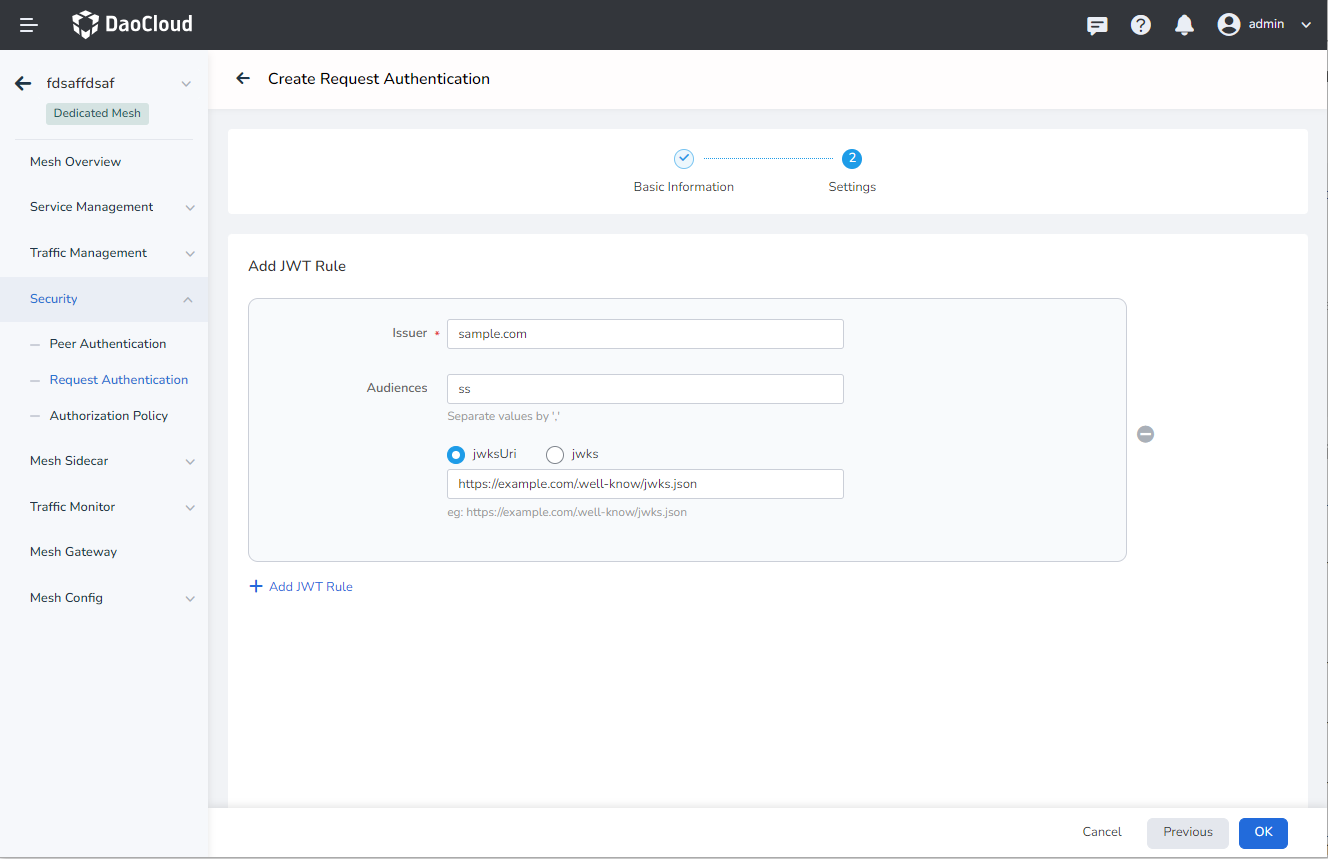 DaoCloud
admin
fdsaffdsaf
Dedicated Mesh
Mesh Overview
Service Management
Traffic Management
Security
Peer Authentication
Request Authentication
Authorization Policy
Mesh Sidecar
Traffic Monitor
Mesh Gateway
Mesh Config
Create Request Authentication
2
Basic Information
Settings
Add JWT Rule
Issuer * sample.com
Audiences ss
Separate values by ','
jwksUri jwks
https://example.com/.well-know/jwks.json
eg: https://example.com/.well-know/jwks.json
Add JWT Rule
Cancel Previous OK